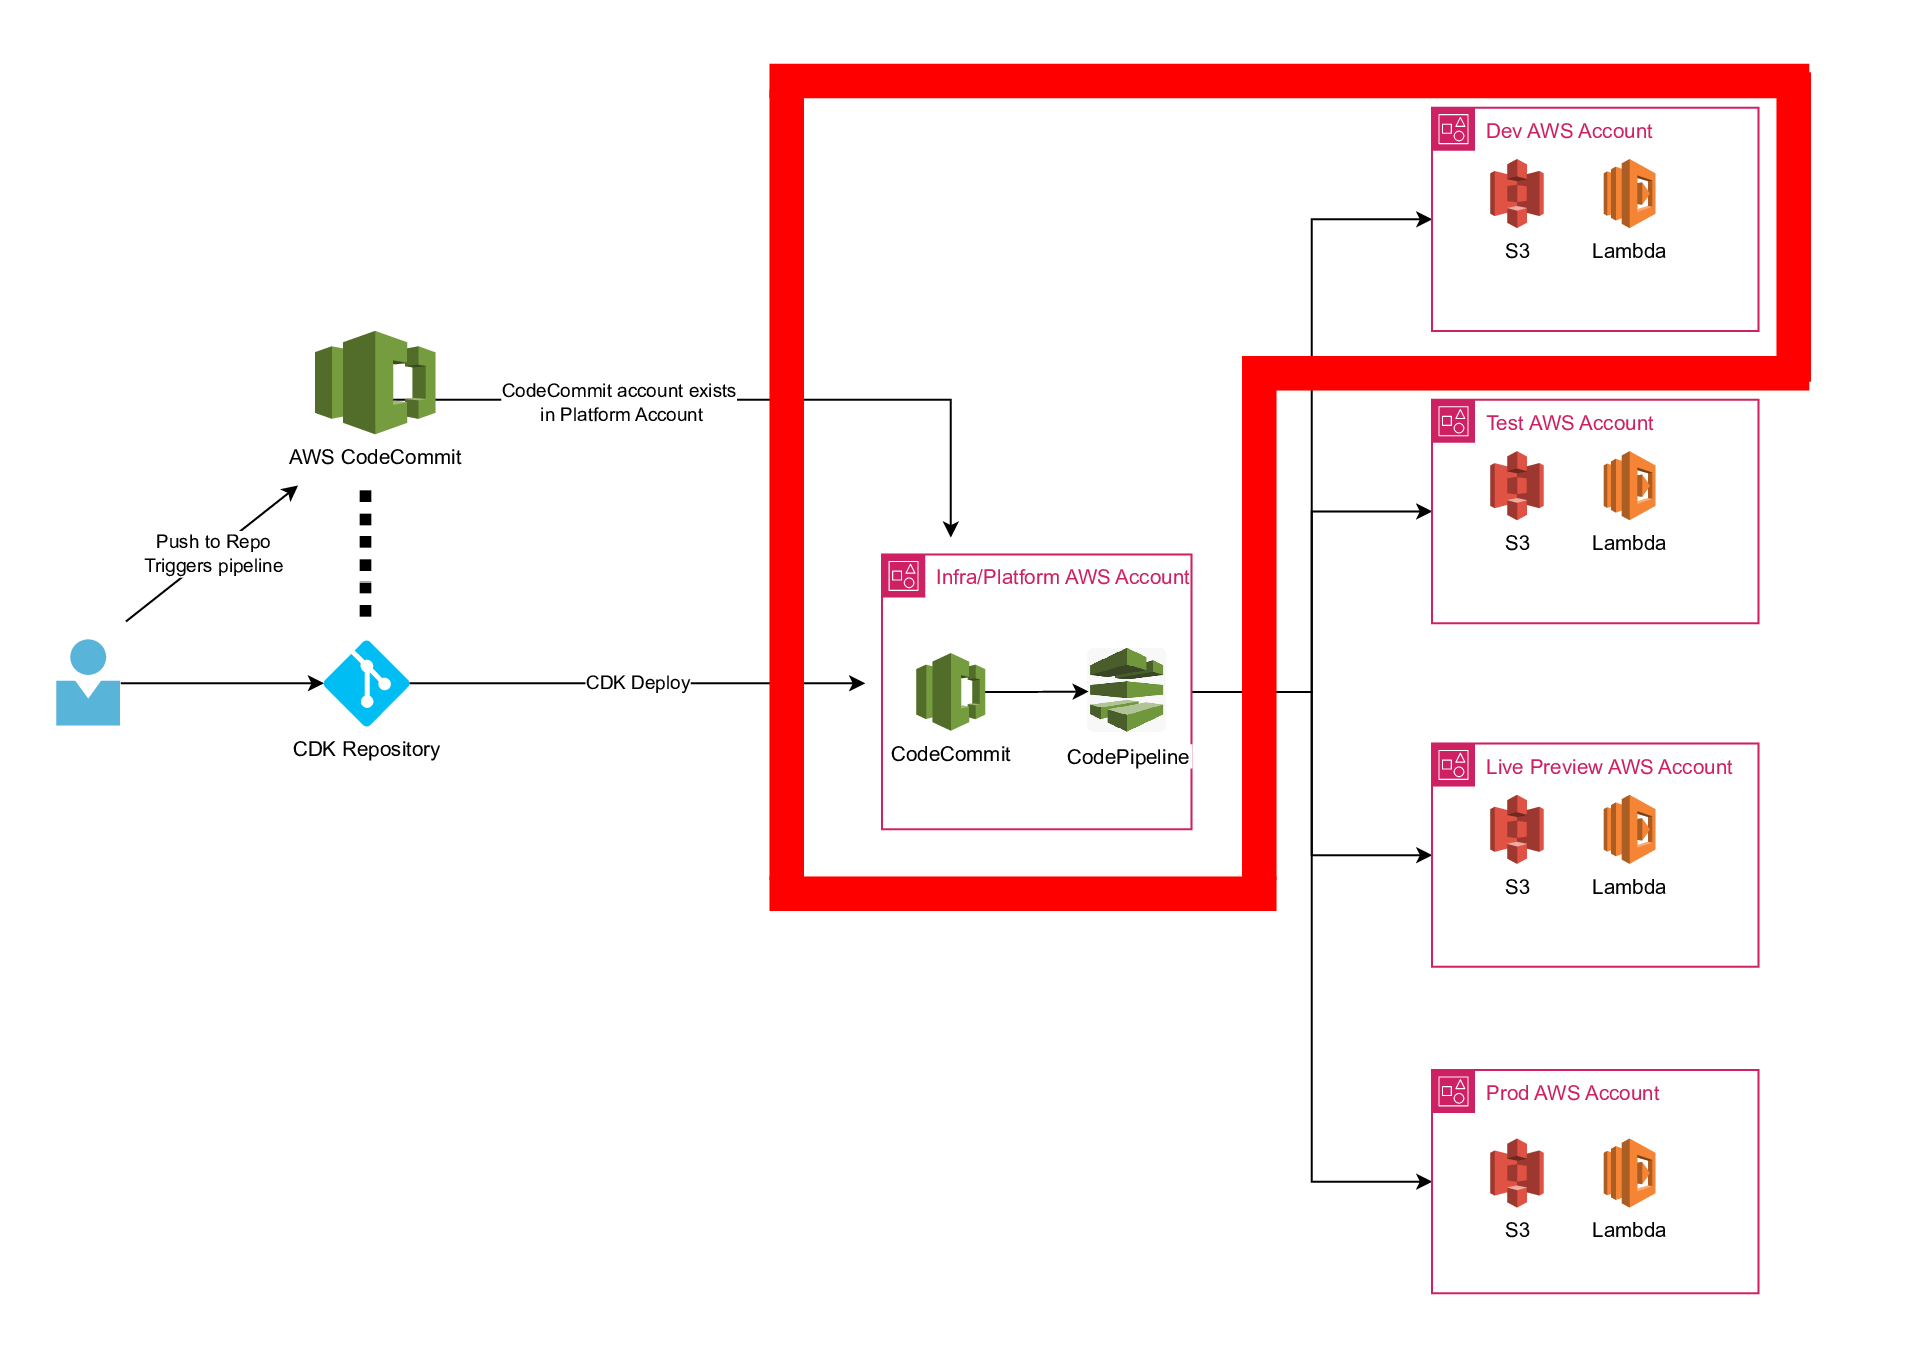 Dev AWS Account
S3
Lambda
CodeCommit account exists
in Platform Account
AWS CodeCommit
Test AWS Account
S3
Lambda
Push to Repo
Triggers pipeline
Infra/Platform AWS Account
CDK Deploy
CDK Repository
CodeCommit
CodePipeline
Live Preview AWS Account
S3
Lambda
Prod AWS Account
S3
Lambda